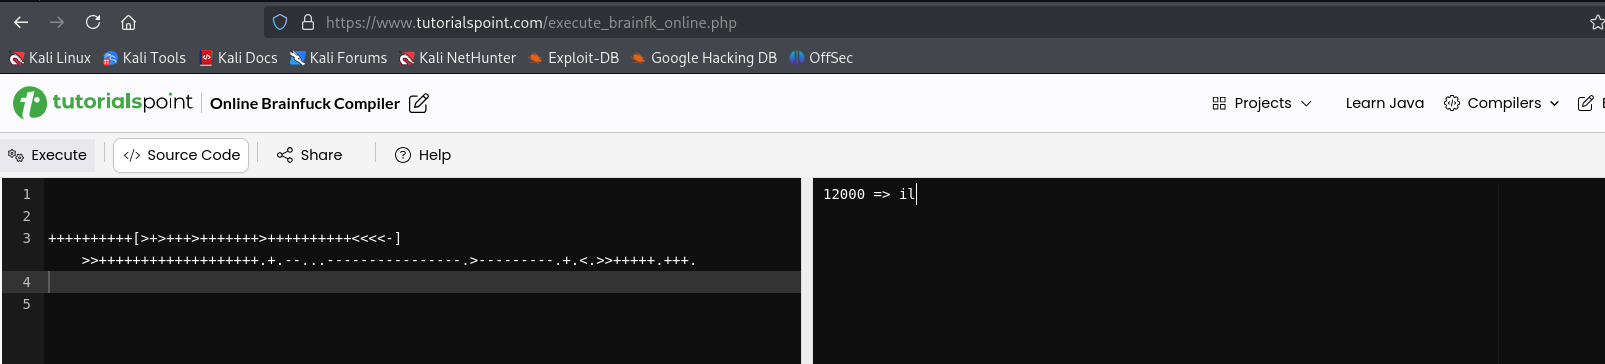 https://www.tutorialspoint.com/execute_brainfk_online.php
Kali Linux Kali Tools Kali Docs Kali Forums Kali NetHunter Exploit-DB Google Hacking DB OffSec
tutorialspoint Online Brainfuck Compiler Projects Learn Java Compilers E
Execute </> Source Code Share Help
1 12000 => il
2
3 ++++++++++[>+>+++>+++++++>++++++++++<<<<-]
>>+++++++++++++++++++.+.--...----------------.>---------.+.<.>>+++++.+++.
4
5